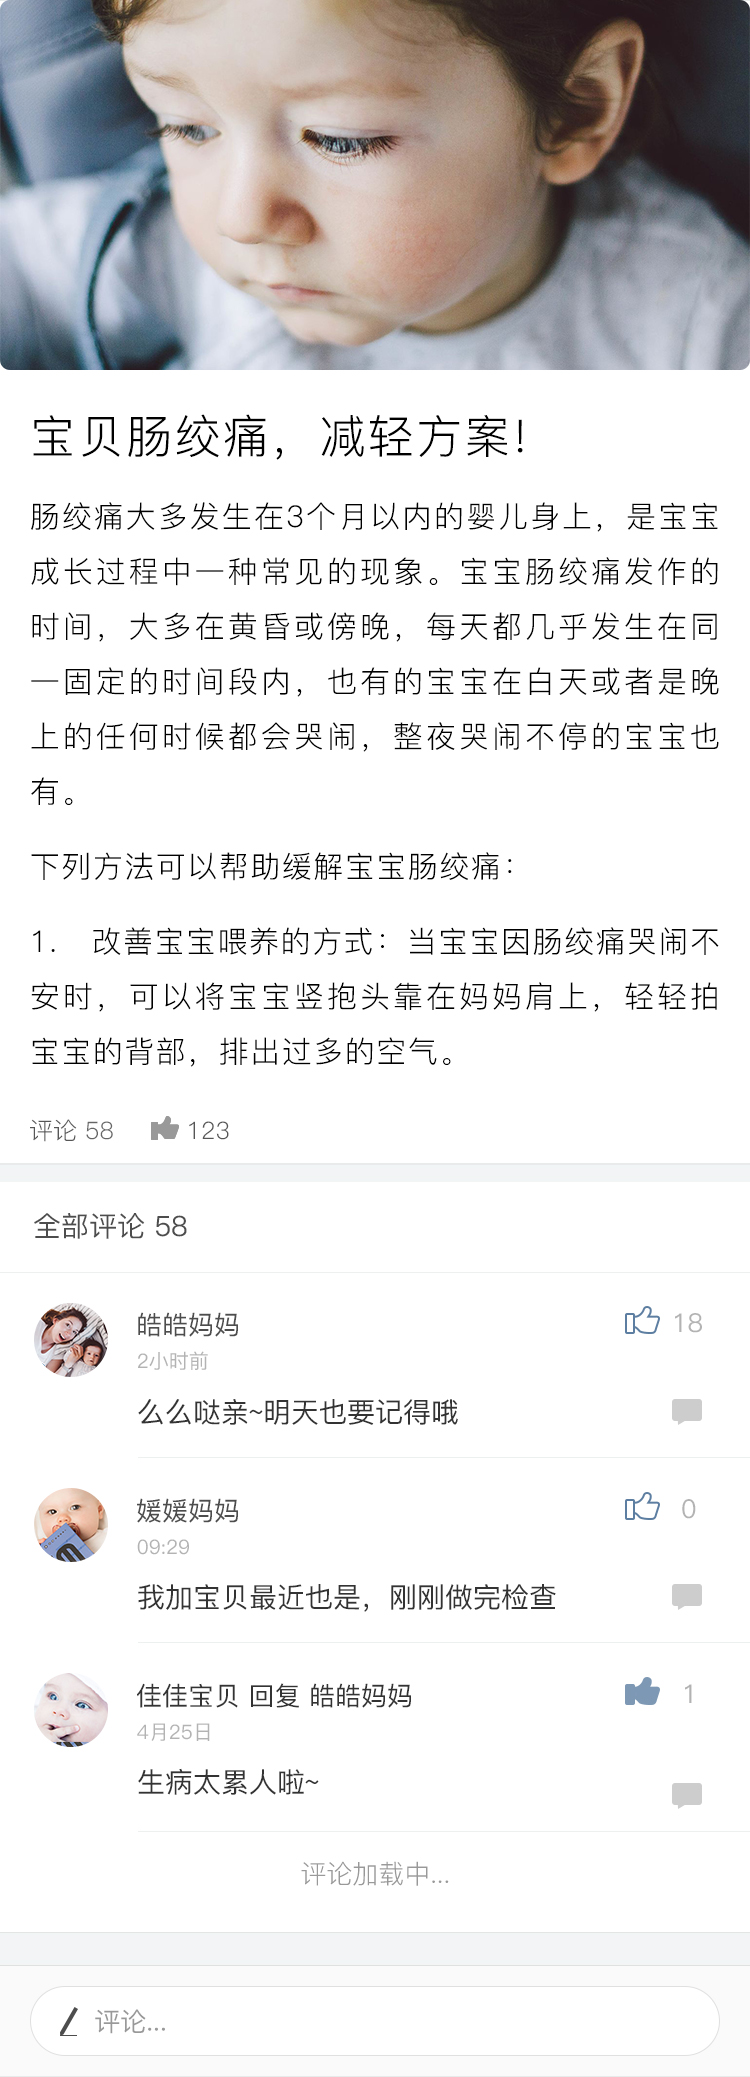 宝贝肠绞痛，减轻方案!
肠绞痛大多发生在3个月以内的婴儿身上，是宝宝
成长过程中一种常见的现象。宝宝肠绞痛发作的
时间，大多在黄昏或傍晚，每天都几乎发生在同
一固定的时间段内，也有的宝宝在白天或者是晚
上的任何时候都会哭闹，整夜哭闹不停的宝宝也
有。
下列方法可以帮助缓解宝宝肠绞痛：
1. 改善宝宝喂养的方式：当宝宝因肠绞痛哭闹不
安时，可以将宝宝竖抱头靠在妈妈肩上，轻轻拍
宝宝的背部，排出过多的空气。
评论 58 123
全部评论 58
皓皓妈妈 18
2小时前
么么哒亲~明天也要记得哦
媛媛妈妈 0
09:29
我加宝贝最近也是，刚刚做完检查
佳佳宝贝 回复 皓皓妈妈 1
4月25日
生病太累人啦~
评论加载中...
评论...